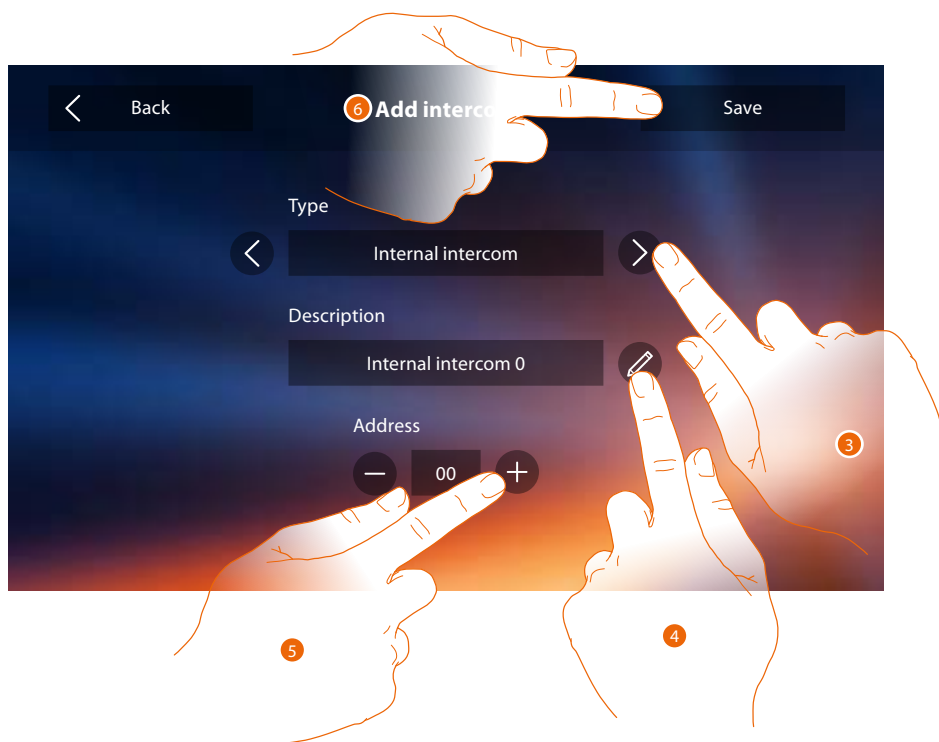 Back
6 Add interco
Save
Type
Internal intercom
Description
Internal intercom 0
3
Address
00
5
4